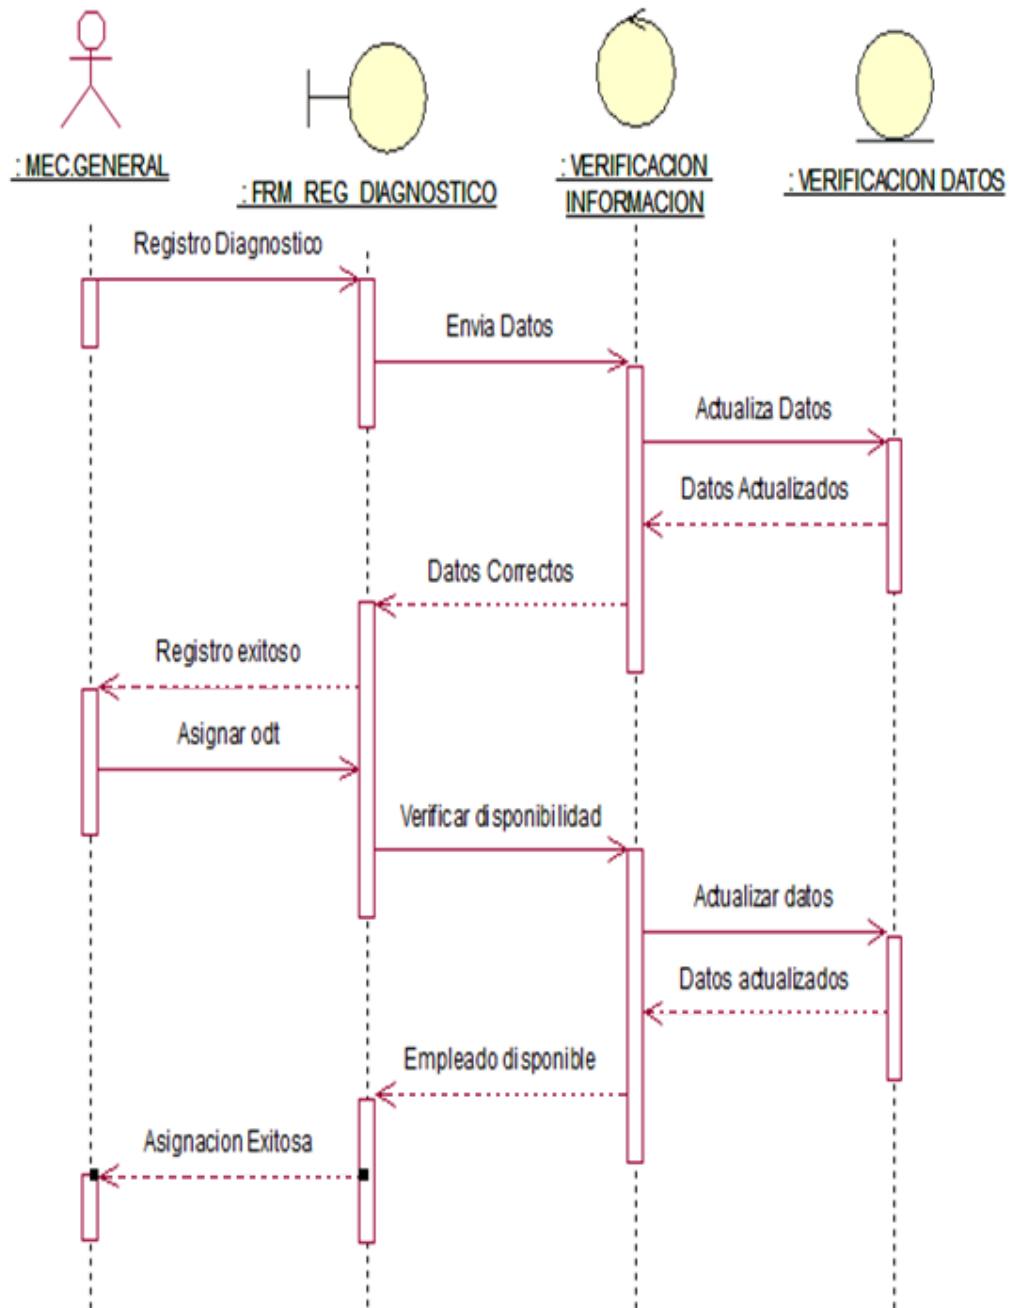 : MEC.GENERAL
: FRM_REG_DIAGNOSTICO
: VERIFICACION
INFORMACION
: VERIFICACION DATOS
Registro Diagnostico
Envia Datos
Actualiza Datos
Datos Actualizados
Datos Correctos
Registro exitoso
Asignar odt
Verificar disponibilidad
Actualizar datos
Datos actualizados
Empleado disponible
Asignacion Exitosa